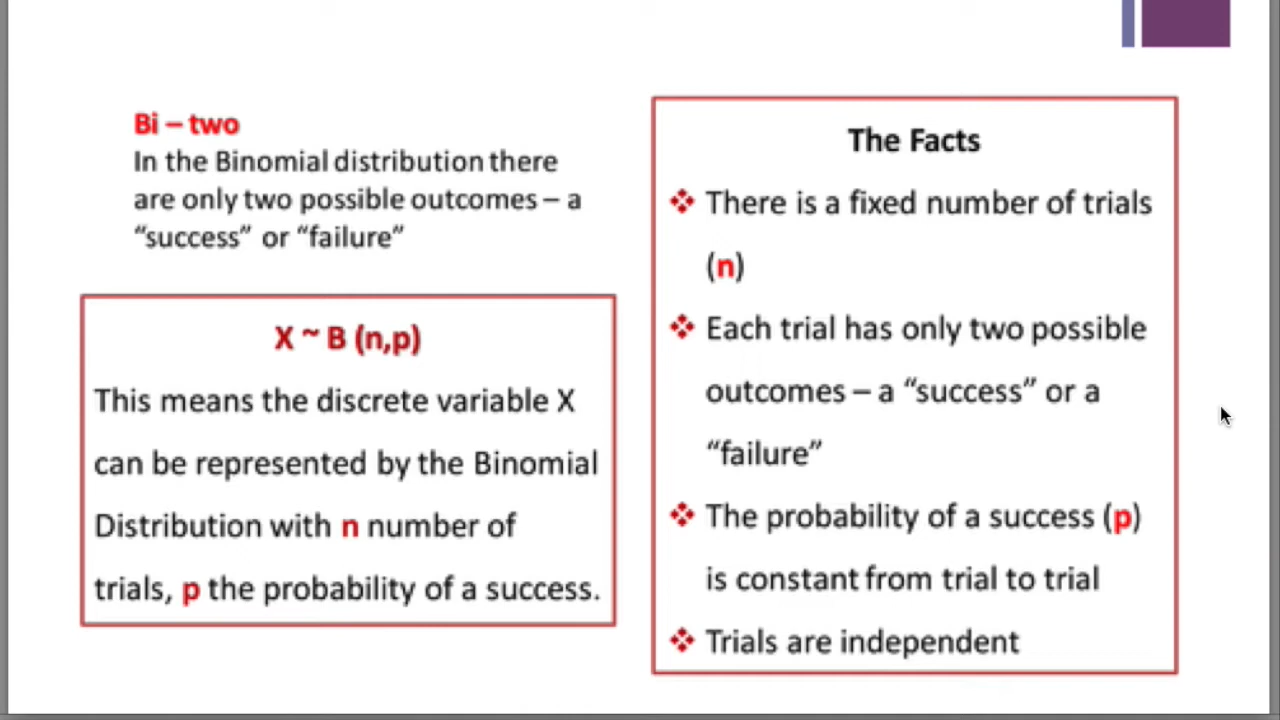 Bi – two
In the Binomial distribution there
are only two possible outcomes – a
“success” or “failure”
X ~ B (n,p)
This means the discrete variable X
can be represented by the Binomial
Distribution with n number of
trials, p the probability of a success.
The Facts
❖ There is a fixed number of trials
(n)
❖ Each trial has only two possible
outcomes – a “success” or a
“failure”
❖ The probability of a success (p)
is constant from trial to trial
❖ Trials are independent